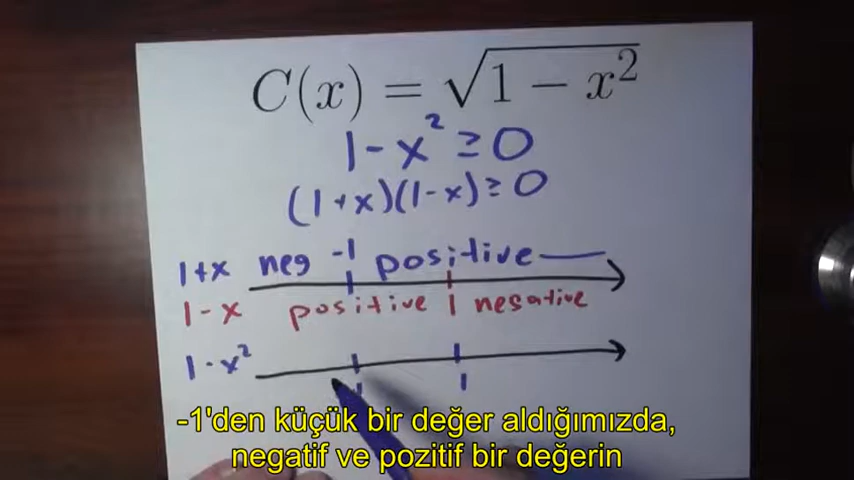 C(x) = √(1 − x²)
1 - x² ≥ 0
(1+x)(1-x) ≥ 0
1+x neg -1 positive
1-x positive 1 negative
1-x²
1
-1'den küçük bir değer aldığımızda,
negatif ve pozitif bir değerin